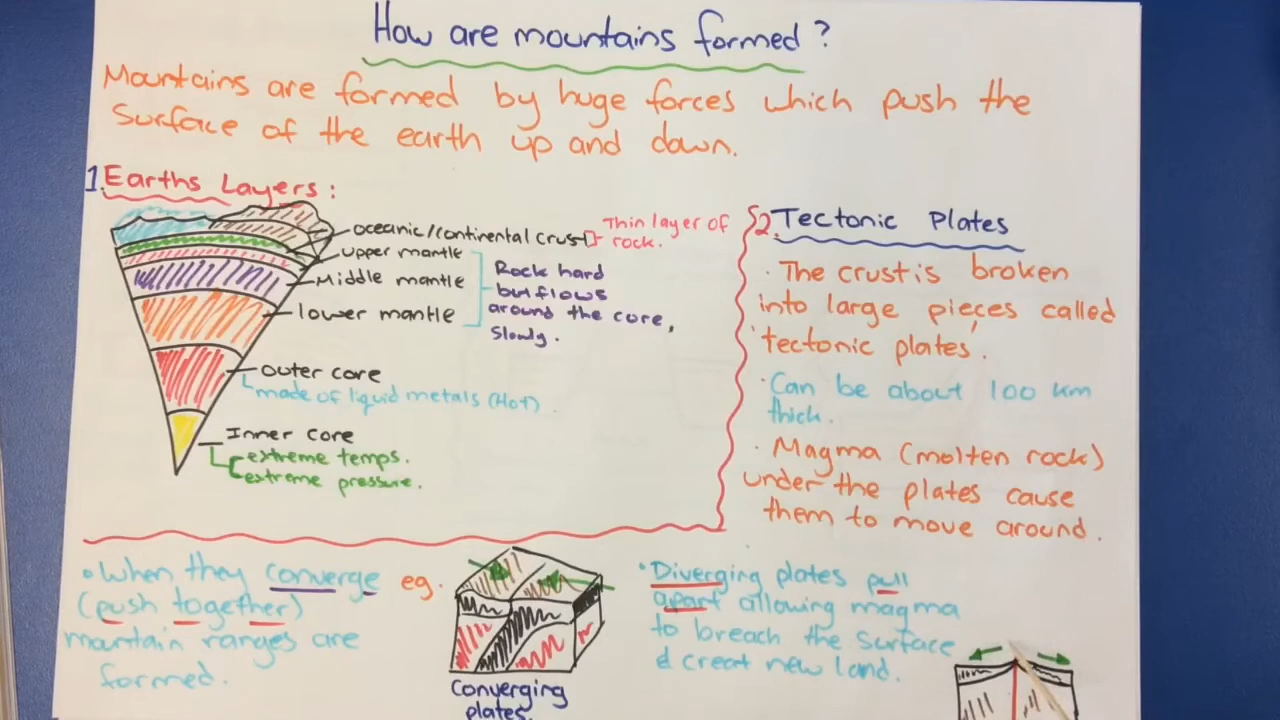 How are mountains formed?
Mountains are formed by huge forces which push the
surface of the earth up and down.
1. Earths Layers:
oceanic/continental crust
Thin layer of
rock.
upper mantle
Middle mantle
lower mantle
Rock hard
but flows
around the core,
slowly.
outer core
made of liquid metals (Hot).
Inner core
extreme temps.
extreme pressure.
2. Tectonic Plates
· The crust is broken
into large pieces called
'tectonic plates'.
· Can be about 100 km
thick.
· Magma (molten rock)
under the plates cause
them to move around.
• When they converge eg.
(push together)
mountain ranges are
formed.
Converging
plates.
• Diverging plates pull
apart allowing magma
to breach the surface
& creat new land.